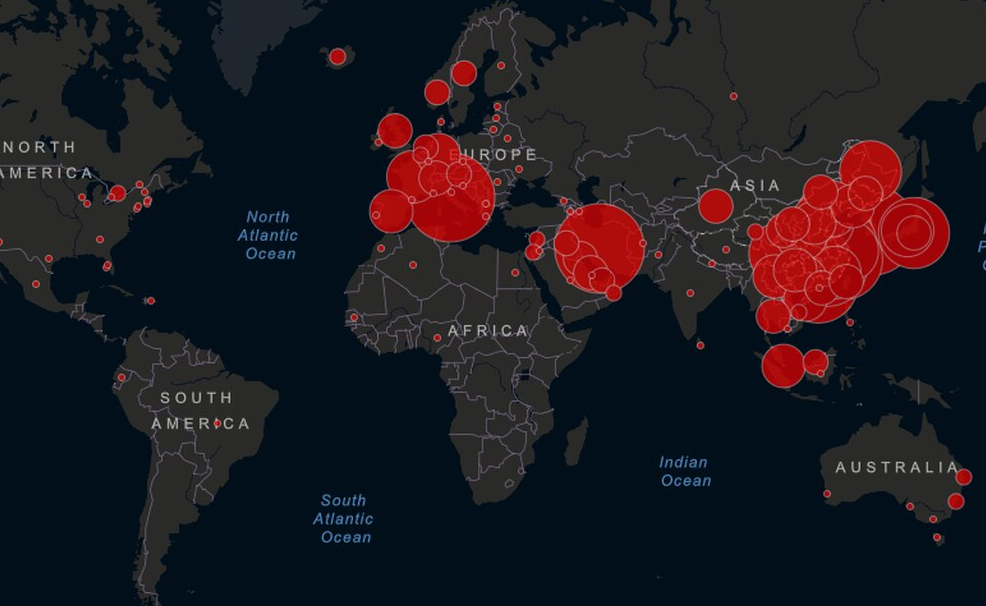 NORTH
AMERICA
EUROPE
ASIA
North
Atlantic
Ocean
AFRICA
SOUTH
AMERICA
Indian
Ocean
AUSTRALIA
South
Atlantic
Ocean